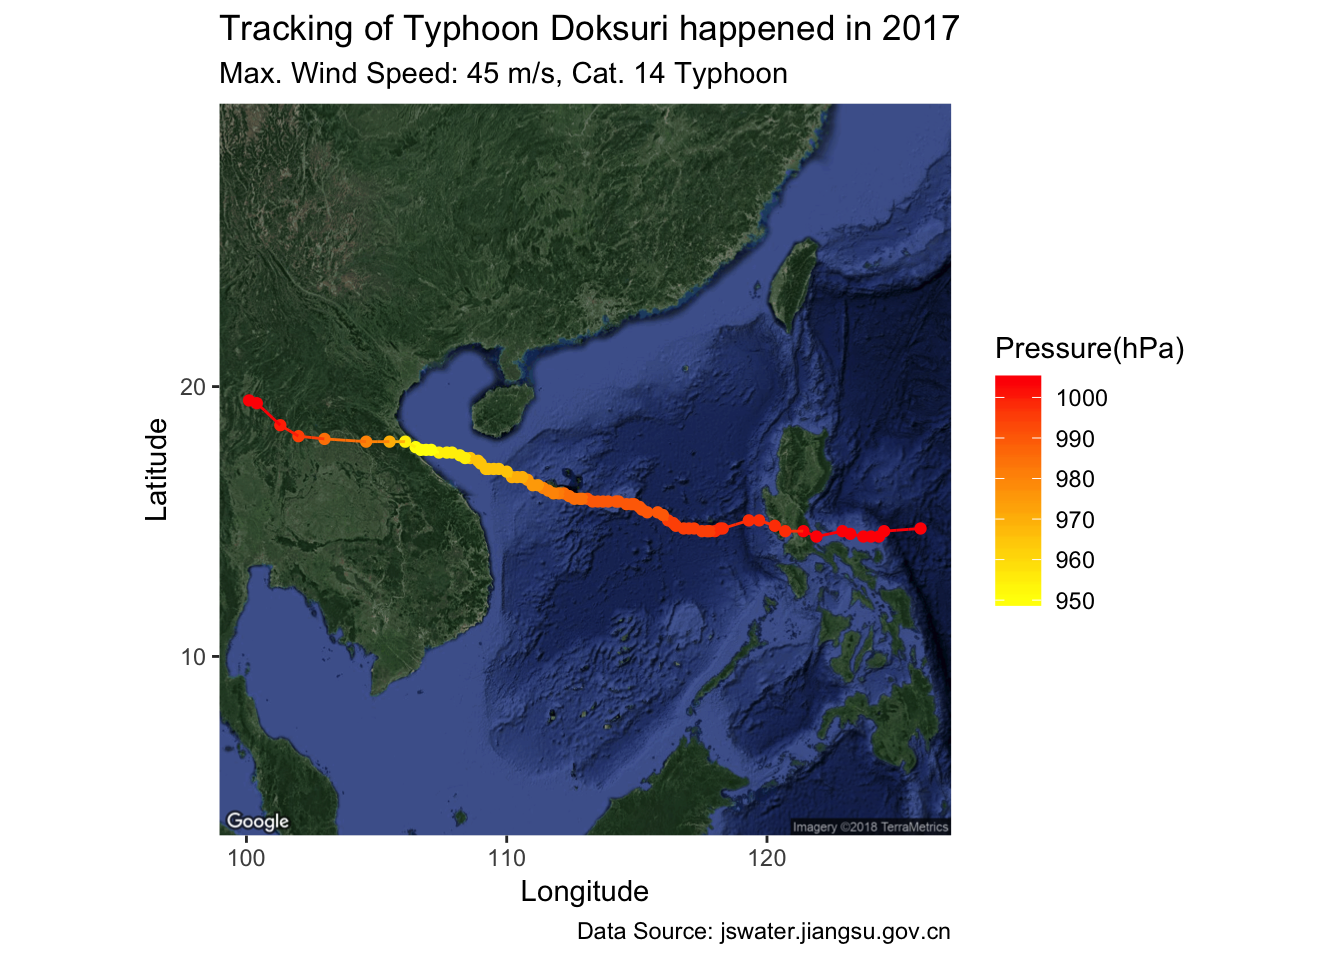 Tracking of Typhoon Doksuri happened in 2017
Max. Wind Speed: 45 m/s, Cat. 14 Typhoon
Pressure(hPa)
1000
990
980
970
960
950
20
10
Latitude
Google
Imagery ©2018 TerraMetrics
100 110 120
Longitude
Data Source: jswater.jiangsu.gov.cn